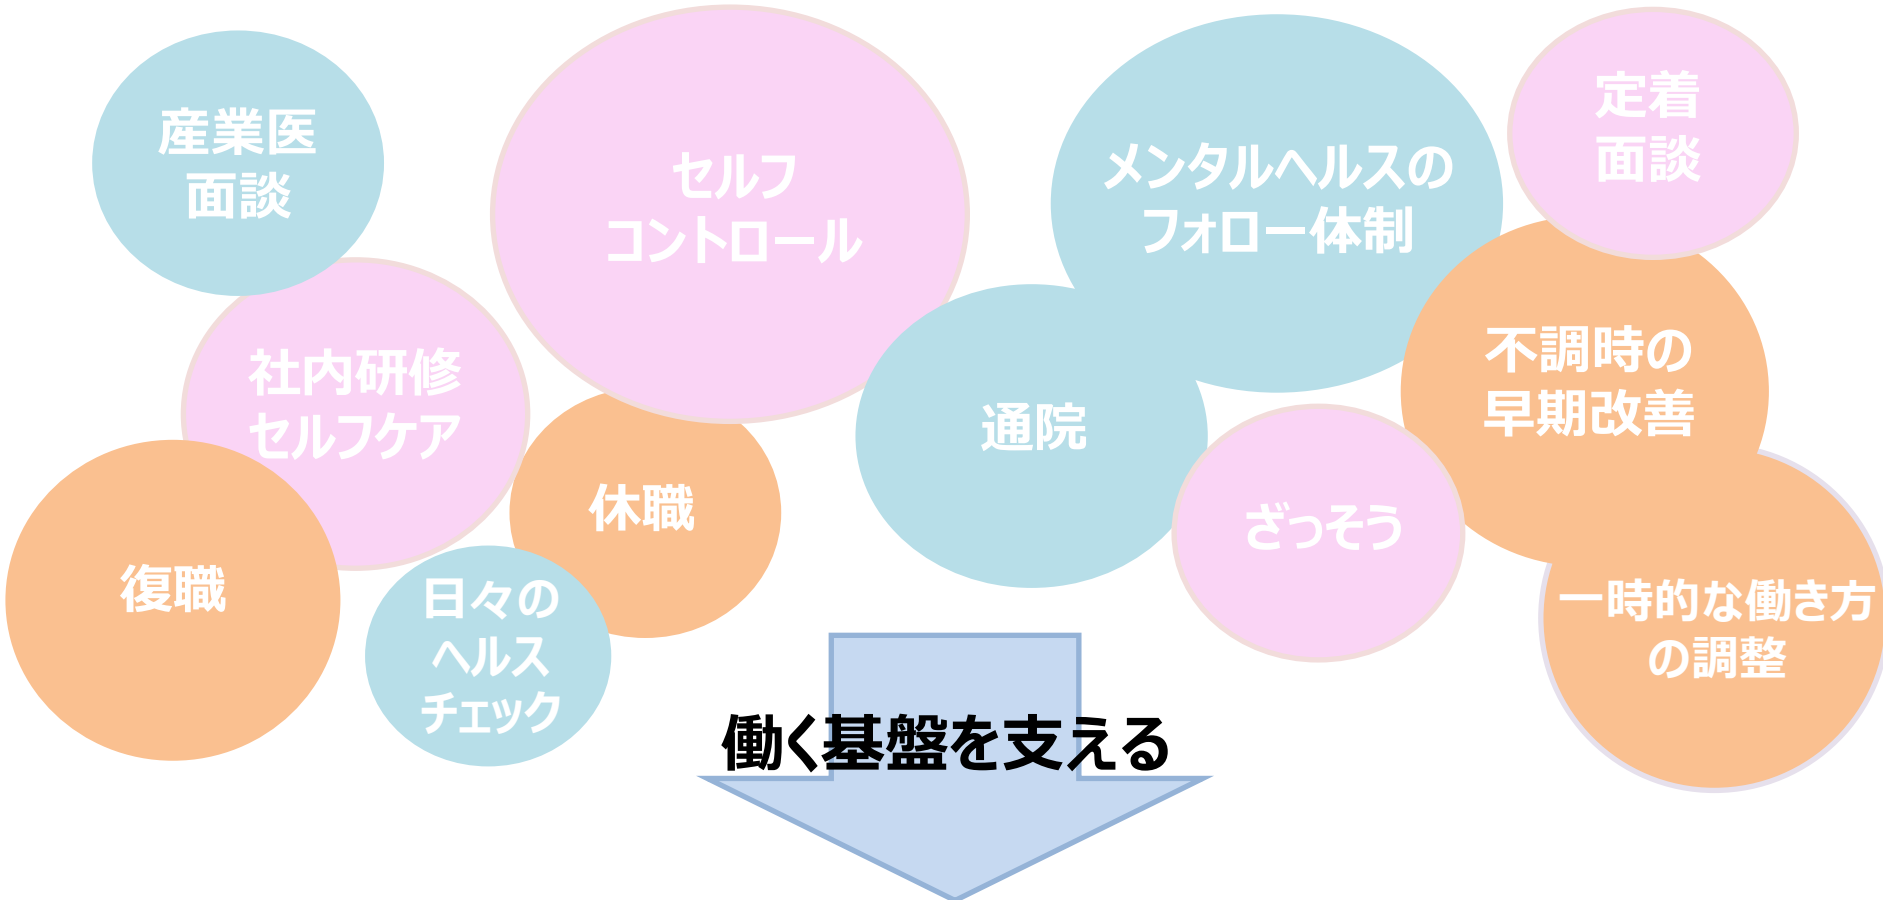 産業医
面談
セルフ
コントロール
メンタルヘルスの
フォロー体制
定着
面談
社内研修
セルフケア
不調時の
早期改善
通院
休職
ざっそう
復職
日々の
ヘルス
チェック
一時的な働き方
の調整
働く基盤を支える